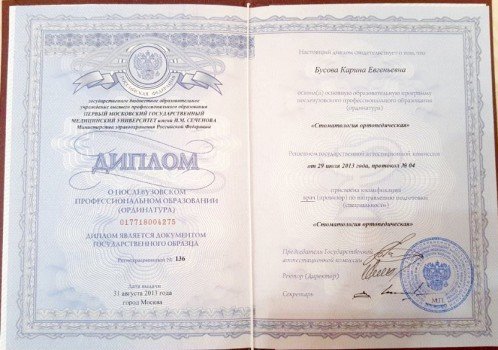 государственное бюджетное образовательное
учреждение высшего профессионального образования
ПЕРВЫЙ МОСКОВСКИЙ ГОСУДАРСТВЕННЫЙ
МЕДИЦИНСКИЙ УНИВЕРСИТЕТ имени И.М. СЕЧЕНОВА
Министерства здравоохранения Российской Федерации
ДИПЛОМ
О ПОСЛЕВУЗОВСКОМ
ПРОФЕССИОНАЛЬНОМ ОБРАЗОВАНИИ
(ОРДИНАТУРА)
017718004275
ДИПЛОМ ЯВЛЯЕТСЯ ДОКУМЕНТОМ
ГОСУДАРСТВЕННОГО ОБРАЗЦА
Регистрационный № 136
Дата выдачи
31 августа 2013 года
город Москва
Настоящий диплом свидетельствует о том, что
Бусова Карина Евгеньевна
освоил(а) основную образовательную программу
послевузовского профессионального образования
(ординатура)
«Стоматология ортопедическая»
Решением государственной аттестационной комиссии
от 29 июля 2013 года, протокол № 04
присвоена квалификация
врач (провизор) по направлению подготовки
(специальность)
«Стоматология ортопедическая»
Председатель Государственной
аттестационной комиссии
Ректор (Директор)
Секретарь
М.П.